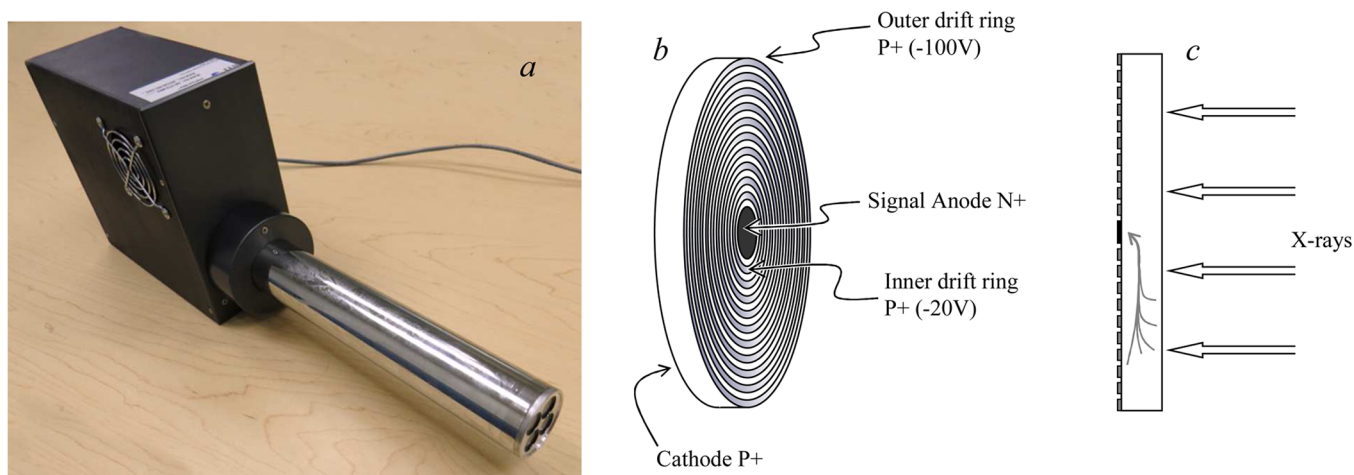 a
b
Outer drift ring
P+ (-100V)
Signal Anode N+
Inner drift ring
P+ (-20V)
Cathode P+
c
X-rays